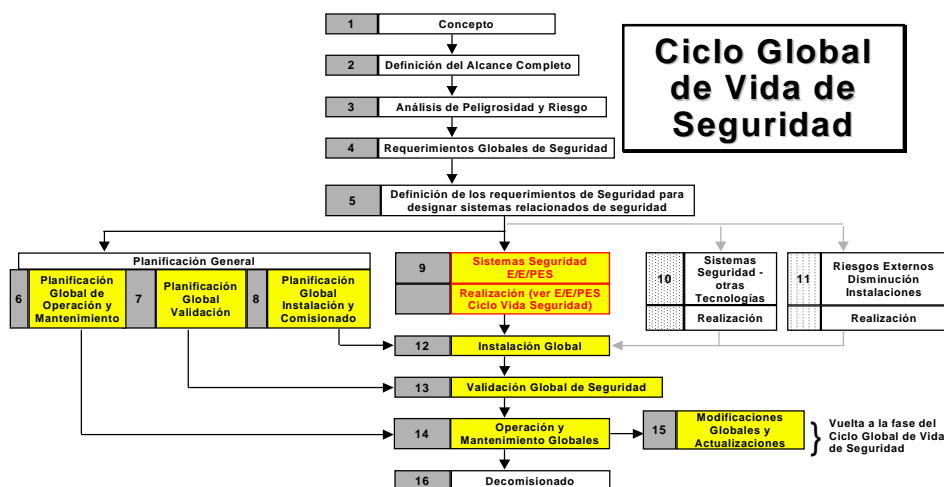 1
Concepto
Ciclo Global
de Vida de
Seguridad
2
Definición del Alcance Completo
3
Análisis de Peligrosidad y Riesgo
4
Requerimientos Globales de Seguridad
5
Definición de los requerimientos de Seguridad para
designar sistemas relacionados de seguridad
Planificación General
6
Planificación
Global de
Operación y
Mantenimiento
7
Planificación
Global
Validación
8
Planificación
Global
Instalación y
Comisionado
9
Sistemas Seguridad
E/E/PES
Realización (ver E/E/PES
Ciclo Vida Seguridad)
10
Sistemas
Seguridad -
otras
Tecnologías
Realización
11
Riesgos Externos
Disminución
Instalaciones
Realización
12
Instalación Global
13
Validación Global de Seguridad
14
Operación y
Mantenimiento Globales
15
Modificaciones
Globales y
Actualizaciones
Vuelta a la fase del
Ciclo Global de Vida
de Seguridad
16
Decomisionado